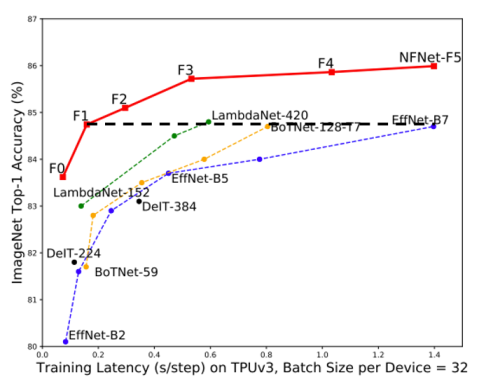 87
86
85
84
83
82
81
80
ImageNet Top-1 Accuracy (%)
NFNet-F5
F4
F3
F2
F1
F0
LambdaNet-420
BoTNet-128-T7
EffNet-B7
EffNet-B5
LambdaNet-152
DeIT-384
DeIT-224
BoTNet-59
EffNet-B2
0.0 0.2 0.4 0.6 0.8 1.0 1.2 1.4
Training Latency (s/step) on TPUv3, Batch Size per Device = 32